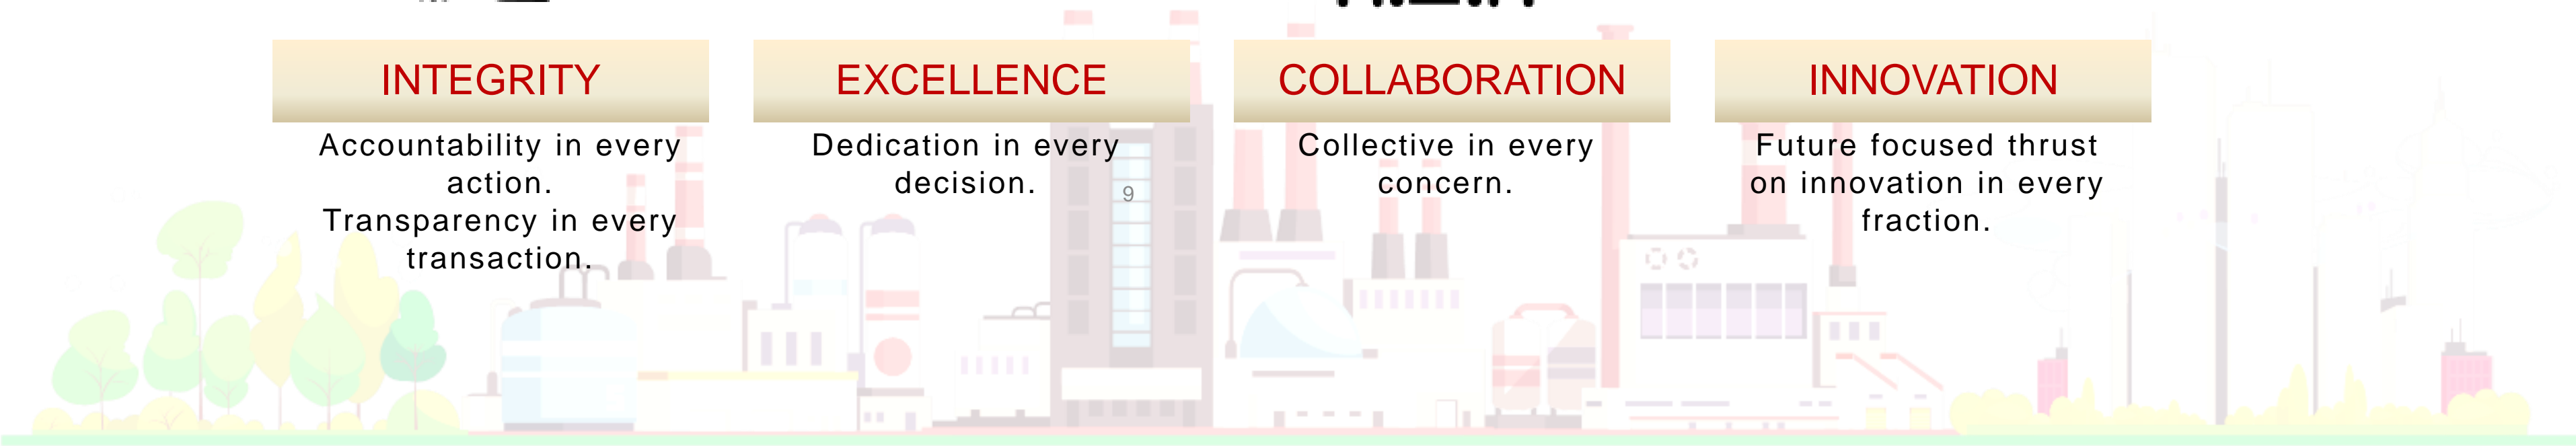 INTEGRITY
Accountability in every
action.
Transparency in every
transaction.
EXCELLENCE
Dedication in every
decision.
9
COLLABORATION
Collective in every
concern.
INNOVATION
Future focused thrust
on innovation in every
fraction.